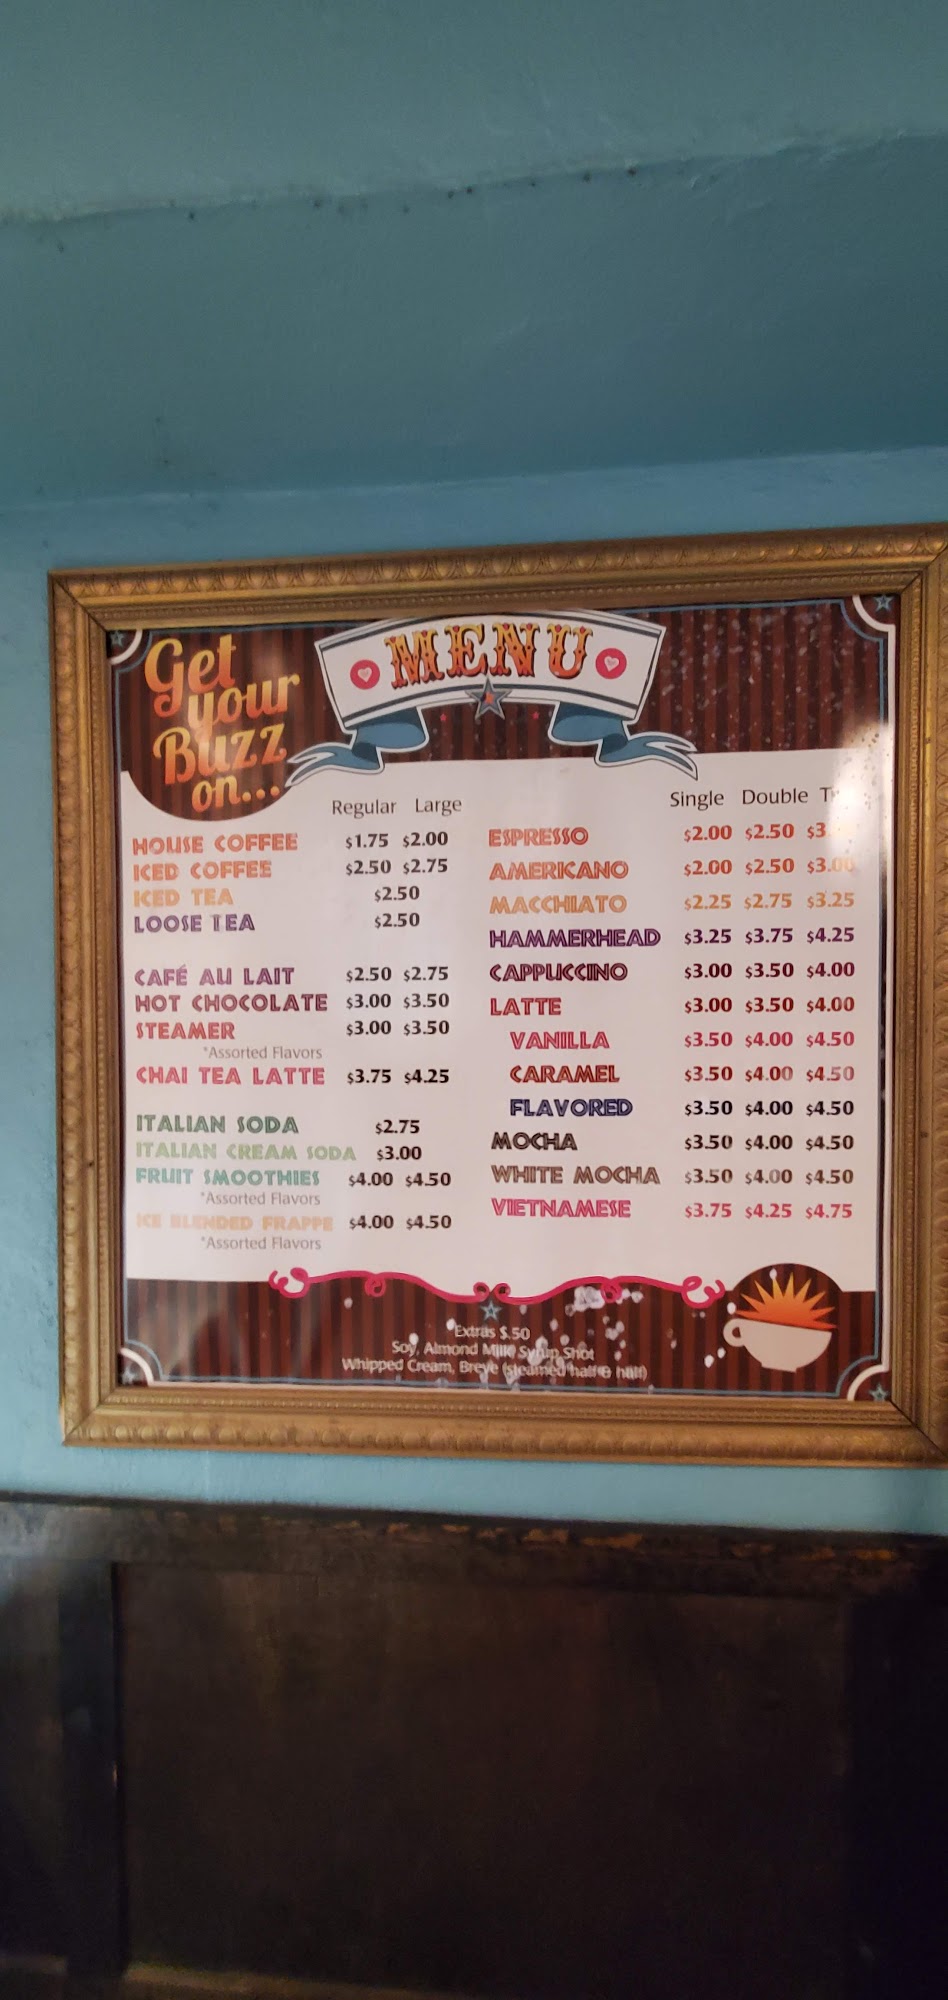 Get
your
Buzz
on...
MENU
Regular Large
HOUSE COFFEE $1.75 $2.00
ICED COFFEE $2.50 $2.75
ICED TEA $2.50
LOOSE TEA $2.50
CAFÉ AU LAIT $2.50 $2.75
HOT CHOCOLATE $3.00 $3.50
STEAMER $3.00 $3.50
*Assorted Flavors
CHAI TEA LATTE $3.75 $4.25
ITALIAN SODA $2.75
ITALIAN CREAM SODA $3.00
FRUIT SMOOTHIES $4.00 $4.50
*Assorted Flavors
ICE BLENDED FRAPPE $4.00 $4.50
*Assorted Flavors
Single Double
ESPRESSO $2.00 $2.50
AMERICANO $2.00 $2.50 $3.00
MACCHIATO $2.25 $2.75 $3.25
HAMMERHEAD $3.25 $3.75 $4.25
CAPPUCCINO $3.00 $3.50 $4.00
LATTE $3.00 $3.50 $4.00
VANILLA $3.50 $4.00 $4.50
CARAMEL $3.50 $4.00 $4.50
FLAVORED $3.50 $4.00 $4.50
MOCHA $3.50 $4.00 $4.50
WHITE MOCHA $3.50 $4.00 $4.50
VIETNAMESE $3.75 $4.25 $4.75
Extras $.50
Soy, Almond Milk Syrup Shot
Whipped Cream, Breve (steamed half & half)